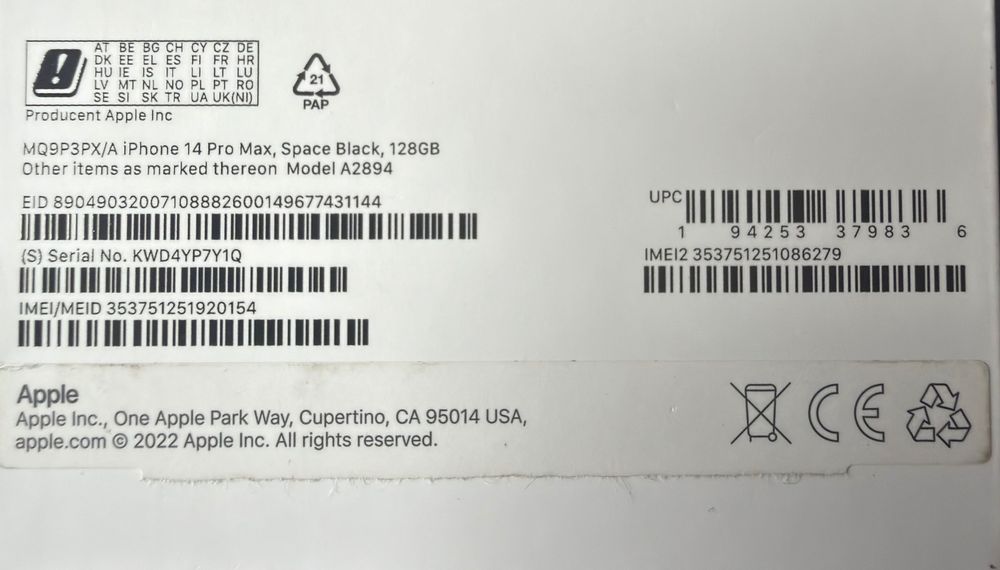 AT BE BG CH CY CZ DE
DK EE EL ES FI FR HR
HU IE IS IT LI LT LU
LV MT NL NO PL PT RO
SE SI SK TR UA UK(NI)
21
PAP
Producent Apple Inc
MQ9P3PX/A iPhone 14 Pro Max, Space Black, 128GB
Other items as marked thereon Model A2894
EID 89049032007108882600149677431144
UPC
1 94253 37983 6
(S) Serial No. KWD4YP7Y1Q
IMEI2 353751251086279
IMEI/MEID 353751251920154
Apple
Apple Inc., One Apple Park Way, Cupertino, CA 95014 USA,
apple.com © 2022 Apple Inc. All rights reserved.
CE